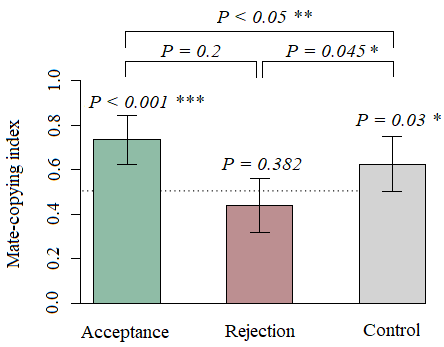 P < 0.05 **
P = 0.2
P = 0.045 *
P < 0.001 ***
P = 0.382
P = 0.03 *
Mate-copying index
1.0
0.8
0.6
0.4
0.2
0.0
Acceptance
Rejection
Control